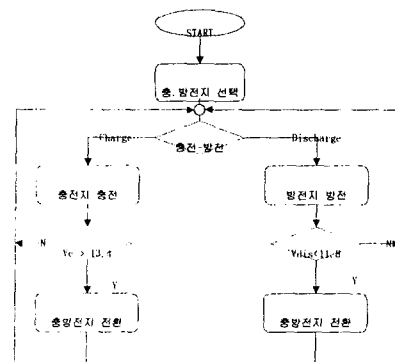 START
충.방전지 선택
Charge
충전-방전
Discharge
충전지 충전
방전지 방전
N
Vc > 13.4
Vdis<11.8
N
Y
Y
충방전지 전환
충방전지 전환